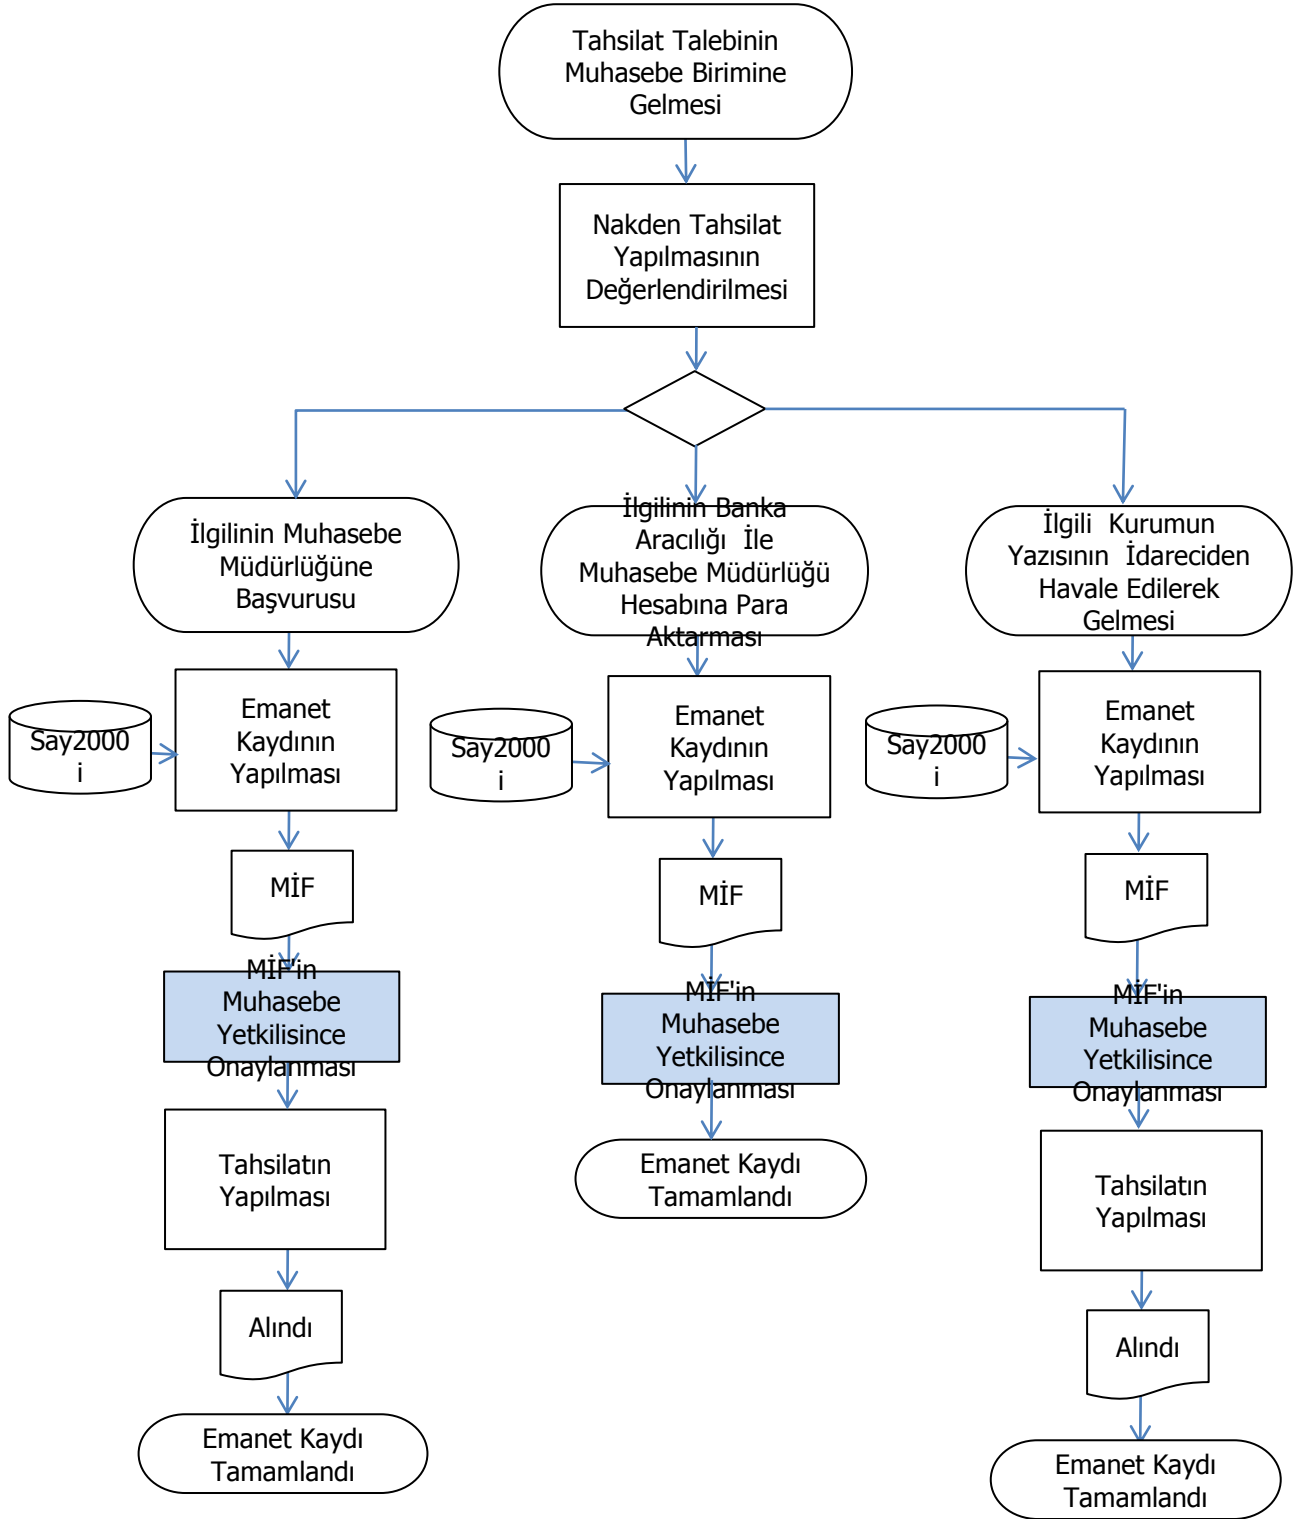 Tahsilat Talebinin
Muhasebe Birimine
Gelmesi
Nakden Tahsilat
Yapılmasının
Değerlendirilmesi
İlgilinin Muhasebe
Müdürlüğüne
Başvurusu
İlgilinin Banka
Aracılığı İle
Muhasebe Müdürlüğü
Hesabına Para
Aktarması
İlgili Kurumun
Yazısının İdareciden
Havale Edilerek
Gelmesi
Say2000
i
Emanet
Kaydının
Yapılması
Say2000
i
Emanet
Kaydının
Yapılması
Say2000
i
Emanet
Kaydının
Yapılması
MİF
MİF
MİF
MİF'in
Muhasebe
Yetkilisince
Onaylanması
MİF'in
Muhasebe
Yetkilisince
Onaylanması
MİF'in
Muhasebe
Yetkilisince
Onaylanması
Tahsilatın
Yapılması
Emanet Kaydı
Tamamlandı
Tahsilatın
Yapılması
Alındı
Alındı
Emanet Kaydı
Tamamlandı
Emanet Kaydı
Tamamlandı